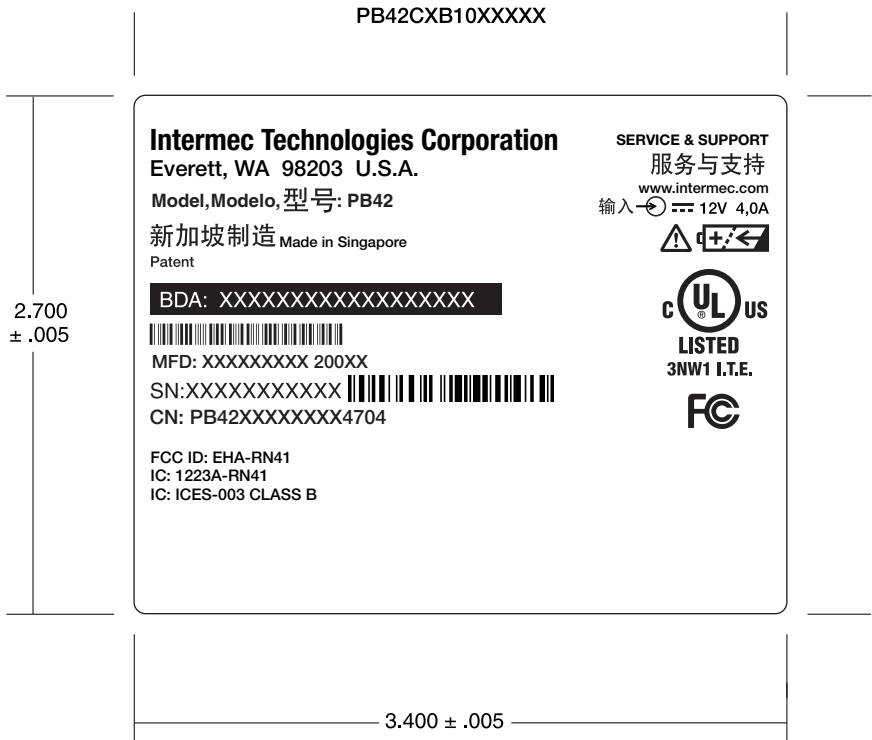 PB42CXB10XXXXX
Intermec Technologies Corporation
Everett, WA 98203 U.S.A.
Model,Modelo,型号: PB42
新加坡制造 Made in Singapore
Patent
BDA: XXXXXXXXXXXXXXXXXX
MFD: XXXXXXXXX 200XX
SN:XXXXXXXXXXX
CN: PB42XXXXXXXX4704
FCC ID: EHA-RN41
IC: 1223A-RN41
IC: ICES-003 CLASS B
SERVICE & SUPPORT
服务与支持
www.intermec.com
输入 12V 4,0A
C UL ® US
LISTED
3NW1 I.T.E.
FC
2.700
± .005
3.400 ± .005